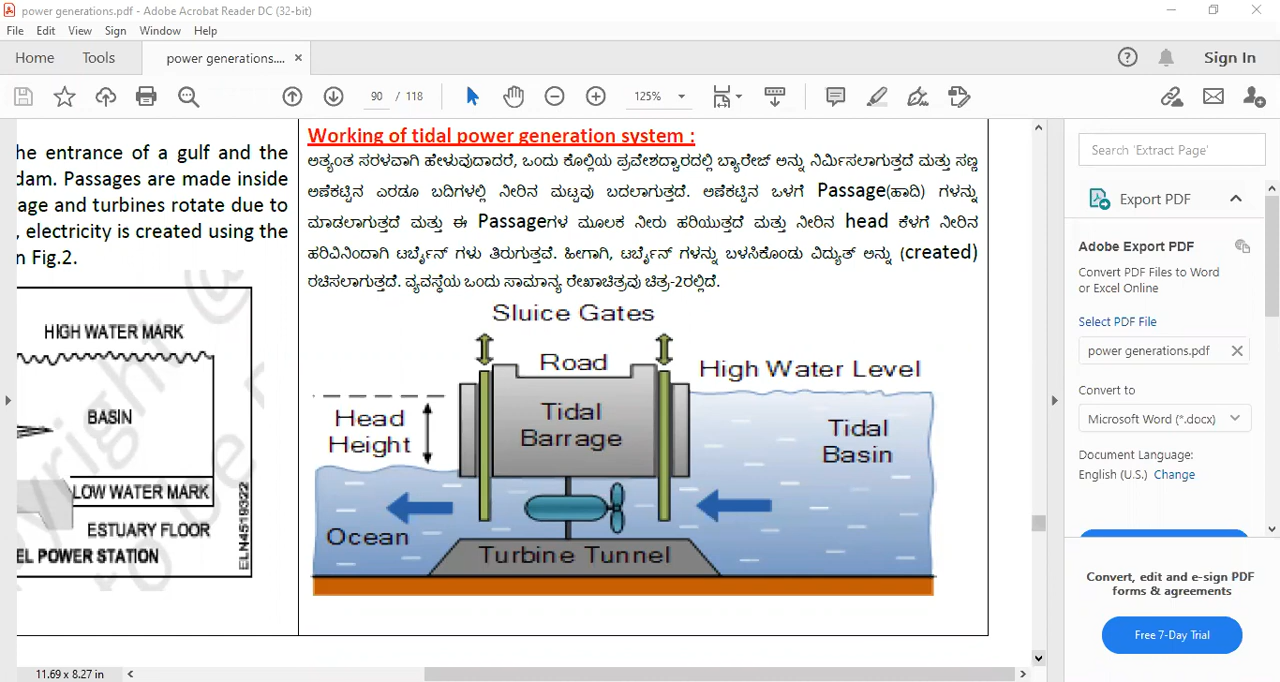 power generations.pdf - Adobe Acrobat Reader DC (32-bit)
File Edit View Sign Window Help
Home Tools power generations.... × Sign In
90 / 118 125%
he entrance of a gulf and the
dam. Passages are made inside
age and turbines rotate due to
, electricity is created using the
n Fig.2.
HIGH WATER MARK
BASIN
LOW WATER MARK
ESTUARY FLOOR
EL POWER STATION
ELN4519322
Working of tidal power generation system :
ಅತ್ಯಂತ ಸರಳವಾಗಿ ಹೇಳುವುದಾದರೆ, ಒಂದು ಕೊಲ್ಲಿಯ ಪ್ರವೇಶದ್ವಾರದಲ್ಲಿ ಬ್ಯಾರೇಜ್ ಅನ್ನು ನಿರ್ಮಿಸಲಾಗುತ್ತದೆ ಮತ್ತು ಸಣ್ಣ
ಅಣೆಕಟ್ಟಿನ ಎರಡೂ ಬದಿಗಳಲ್ಲಿ ನೀರಿನ ಮಟ್ಟವು ಬದಲಾಗುತ್ತದೆ. ಅಣೆಕಟ್ಟಿನ ಒಳಗೆ Passage(ಹಾದಿ) ಗಳನ್ನು
ಮಾಡಲಾಗುತ್ತದೆ ಮತ್ತು ಈ Passageಗಳ ಮೂಲಕ ನೀರು ಹರಿಯುತ್ತದೆ ಮತ್ತು ನೀರಿನ head ಕೆಳಗೆ ನೀರಿನ
ಹರಿವಿನಿಂದಾಗಿ ಟರ್ಬೈನ್ ಗಳು ತಿರುಗುತ್ತವೆ. ಹೀಗಾಗಿ, ಟರ್ಬೈನ್ ಗಳನ್ನು ಬಳಸಿಕೊಂಡು ವಿದ್ಯುತ್ ಅನ್ನು (created)
ರಚಿಸಲಾಗುತ್ತದೆ. ವ್ಯವಸ್ಥೆಯ ಒಂದು ಸಾಮಾನ್ಯ ರೇಖಾಚಿತ್ರವು ಚಿತ್ರ-2ರಲ್ಲಿದೆ.
Sluice Gates
Road
High Water Level
Head
Height
Tidal
Barrage
Tidal
Basin
Ocean
Turbine Tunnel
Search 'Extract Page'
Export PDF
Adobe Export PDF
Convert PDF Files to Word
or Excel Online
Select PDF File
power generations.pdf
Convert to
Microsoft Word (*.docx)
Document Language:
English (U.S.) Change
Convert, edit and e-sign PDF
forms & agreements
Free 7-Day Trial
11.69 x 8.27 in